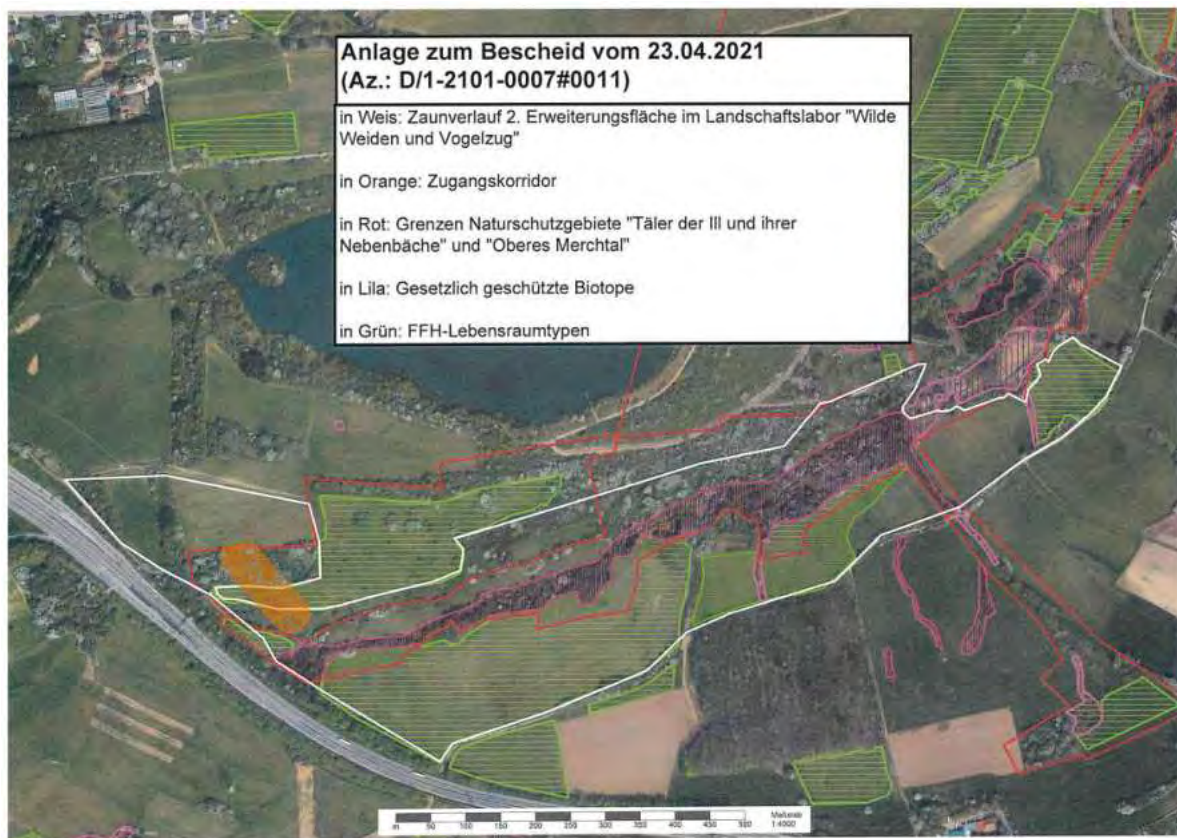 Anlage zum Bescheid vom 23.04.2021
(Az.: D/1-2101-0007#0011)
in Weis: Zaunverlauf 2. Erweiterungsfläche im Landschaftslabor "Wilde
Weiden und Vogelzug"
in Orange: Zugangskorridor
in Rot: Grenzen Naturschutzgebiete "Täler der Ill und ihrer
Nebenbäche" und "Oberes Merchtal"
in Lila: Gesetzlich geschützte Biotope
in Grün: FFH-Lebensraumtypen
m 50 100 150 200 250 300 350 400 450 500
Maßstab
1:4000